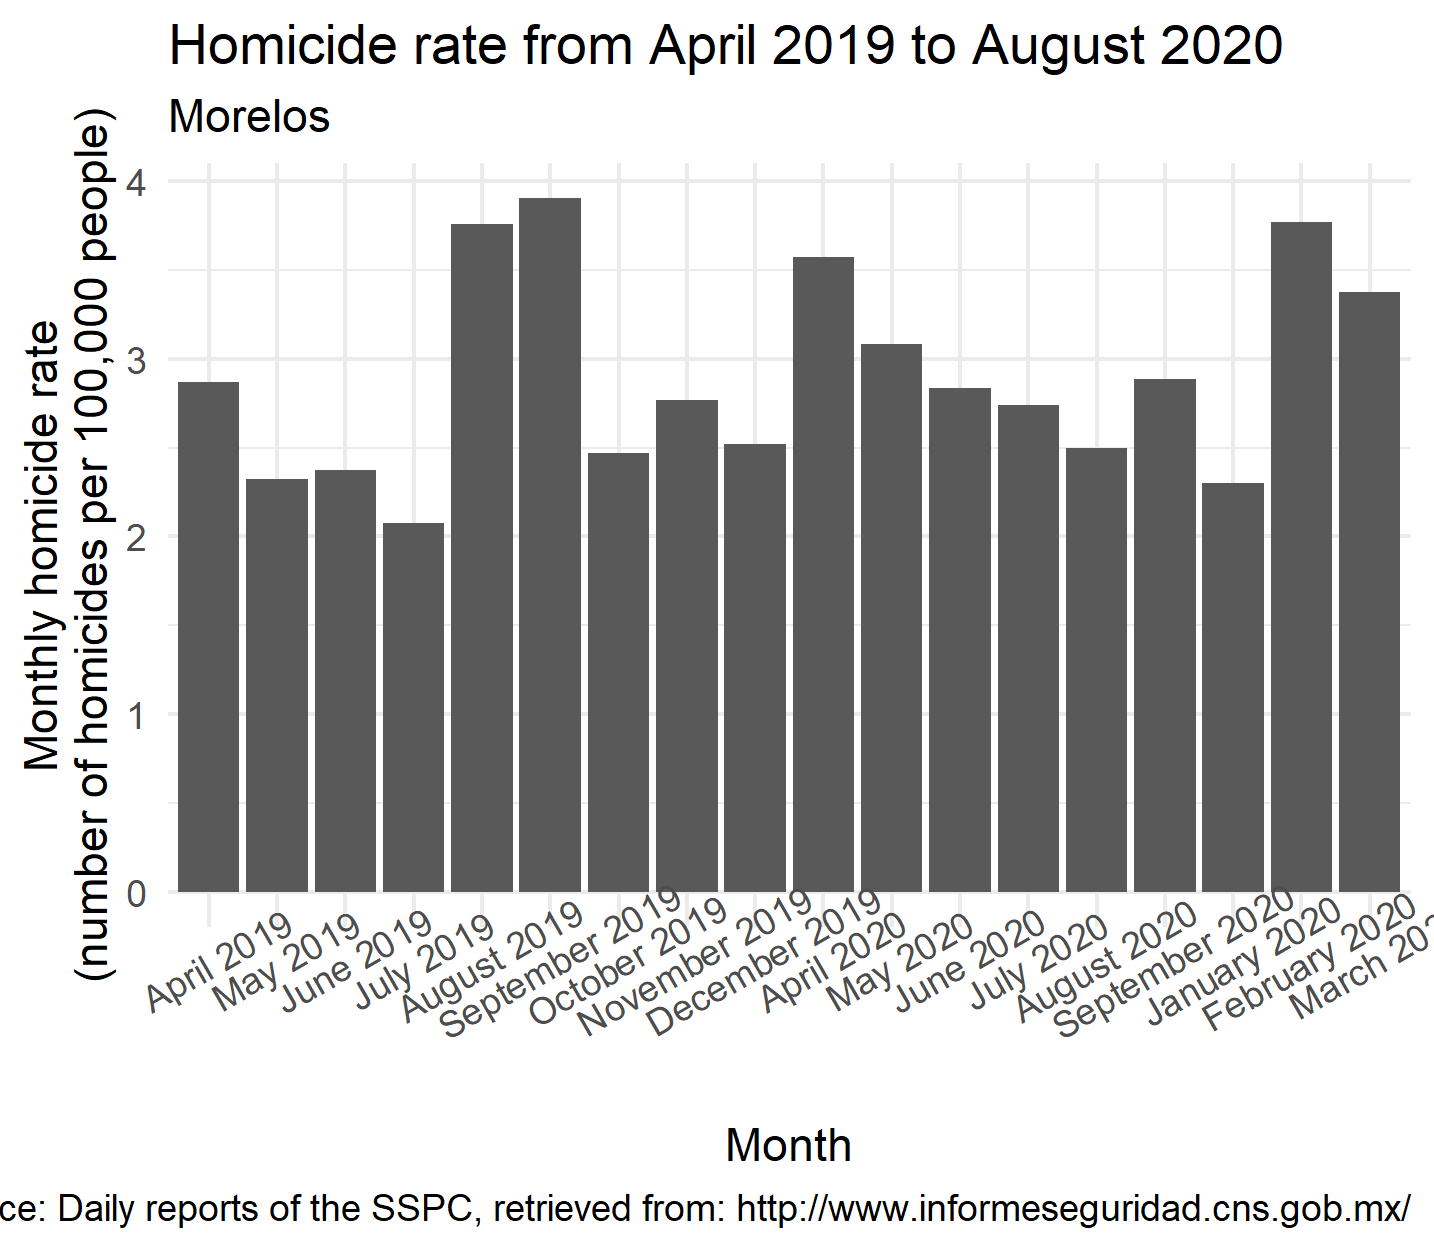 Homicide rate from April 2019 to August 2020
Morelos
Monthly homicide rate
(number of homicides per 100,000 people)
4
3
2
1
0
April 2019
May 2019
June 2019
July 2019
August 2019
September 2019
October 2019
November 2019
December 2019
April 2020
May 2020
June 2020
July 2020
August 2020
September 2020
January 2020
February 2020
March 202
Month
ce: Daily reports of the SSPC, retrieved from: http://www.informeseguridad.cns.gob.mx/